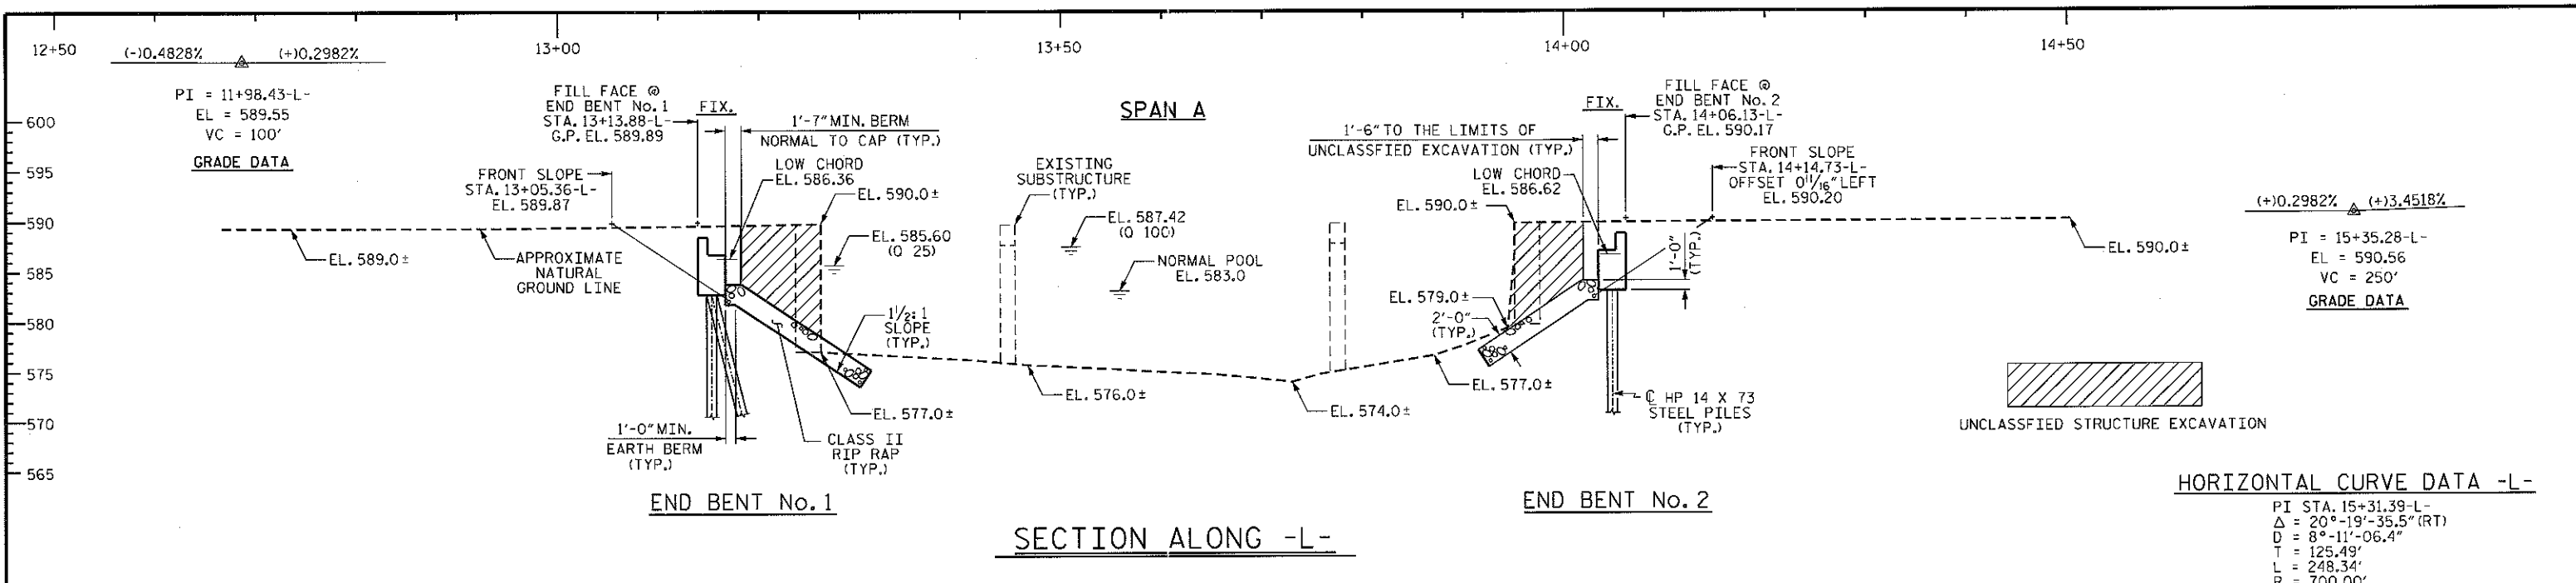 12+50
13+00
13+50
14+00
14+50
(-)0.4828% (+)0.2982%
PI = 11+98.43-L-
EL = 589.55
VC = 100'
GRADE DATA
600
595
590
585
580
575
570
565
FILL FACE @
END BENT No. 1
STA. 13+13.88-L-
G.P. EL. 589.89
FIX.
1'-7" MIN. BERM
NORMAL TO CAP (TYP.)
LOW CHORD
EL. 586.36
FRONT SLOPE
STA. 13+05.36-L-
EL. 589.87
EL. 590.0±
EL. 585.60
(Q 25)
EL. 589.0±
APPROXIMATE
NATURAL
GROUND LINE
1½: 1
SLOPE
(TYP.)
EL. 577.0±
1'-0" MIN.
EARTH BERM
(TYP.)
CLASS II
RIP RAP
(TYP.)
END BENT No. 1
SPAN A
EXISTING
SUBSTRUCTURE
(TYP.)
EL. 587.42
(Q 100)
NORMAL POOL
EL. 583.0
EL. 576.0±
EL. 574.0±
FIX.
1'-6" TO THE LIMITS OF
UNCLASSFIED EXCAVATION (TYP.)
LOW CHORD
EL. 586.62
EL. 590.0±
FILL FACE @
END BENT No. 2
STA. 14+06.13-L-
G.P. EL. 590.17
FRONT SLOPE
STA. 14+14.73-L-
OFFSET 0 11/16" LEFT
EL. 590.20
1'-0"
(TYP.)
EL. 579.0±
2'-0"
(TYP.)
EL. 577.0±
℄ HP 14 X 73
STEEL PILES
(TYP.)
EL. 590.0±
END BENT No. 2
(+)0.2982% (+)3.4518%
PI = 15+35.28-L-
EL = 590.56
VC = 250'
GRADE DATA
UNCLASSFIED STRUCTURE EXCAVATION
SECTION ALONG -L-
HORIZONTAL CURVE DATA -L-
PI STA. 15+31.39-L-
Δ = 20°-19'-35.5" (RT)
D = 8°-11'-06.4"
T = 125.49'
L = 248.34'
R = 700.00'